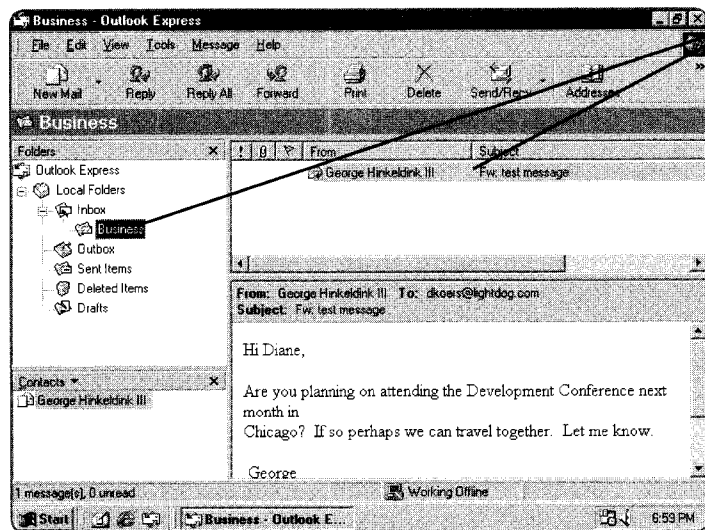 Business - Outlook Express
File Edit View Tools Message Help
New Mail Reply Reply All Forward Print Delete Send/Recv Addresses »
Business
Folders × ! From Subject
Outlook Express George Hinkeldink III Fw: test message
Local Folders
Inbox
Business
Outbox
Sent Items
Deleted Items
Drafts
From: George Hinkeldink III To: dkoers@lightdog.com
Subject: Fw: test message
Hi Diane,
Are you planning on attending the Development Conference next
month in
Chicago? If so perhaps we can travel together. Let me know.
George
Contacts ×
George Hinkeldink III
1 message(s), 0 unread Working Offline
Start Business - Outlook E... 6:59 PM